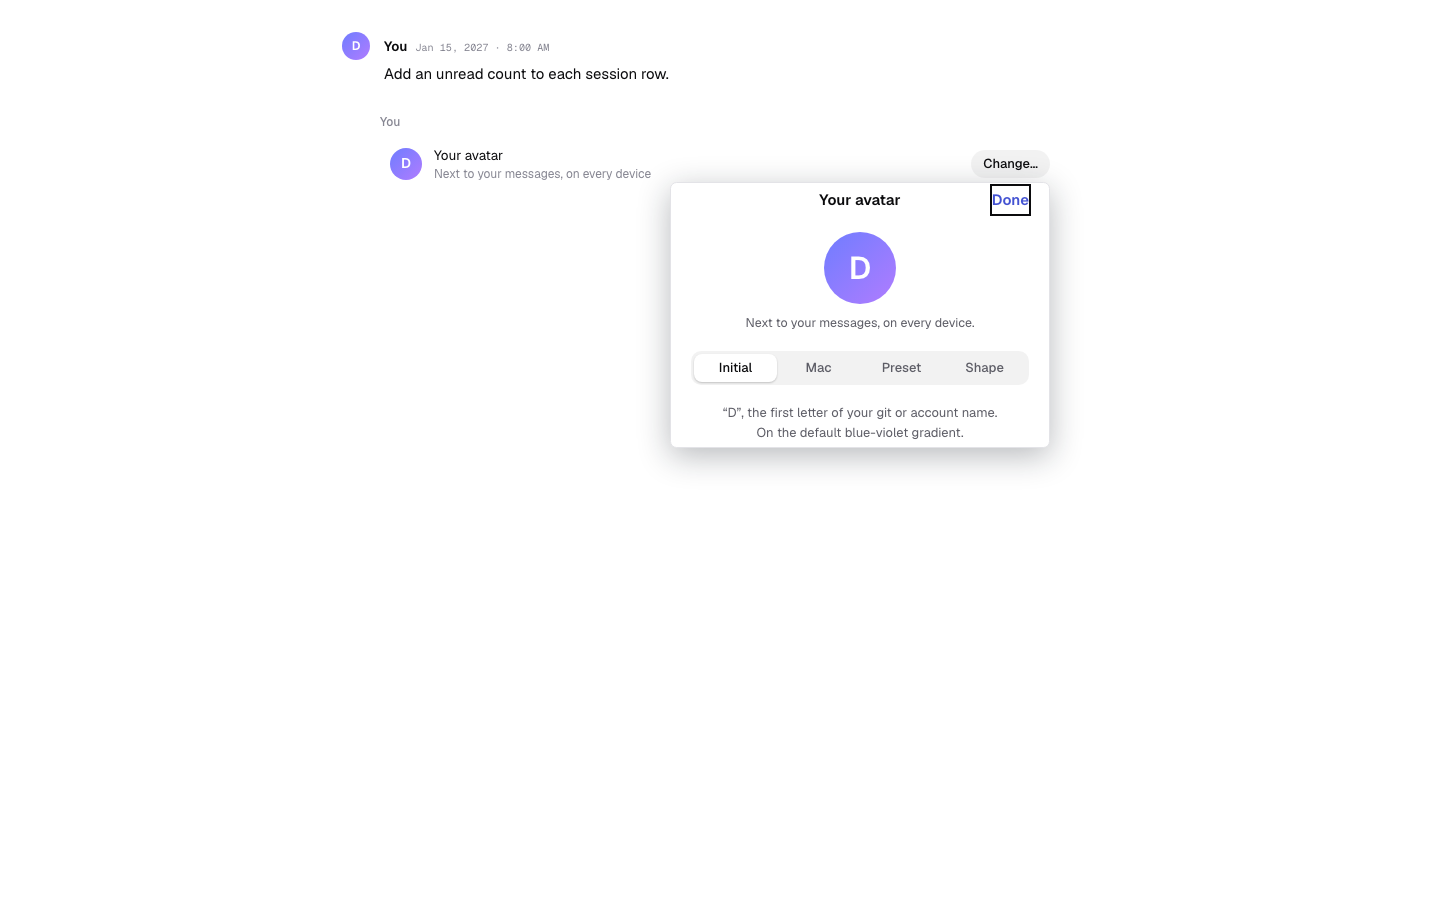 D
You Jan 15, 2027 · 8:00 AM
Add an unread count to each session row.
You
D
Your avatar
Next to your messages, on every device
Change…
Your avatar
Done
D
Next to your messages, on every device.
Initial Mac Preset Shape
“D”, the first letter of your git or account name.
On the default blue-violet gradient.